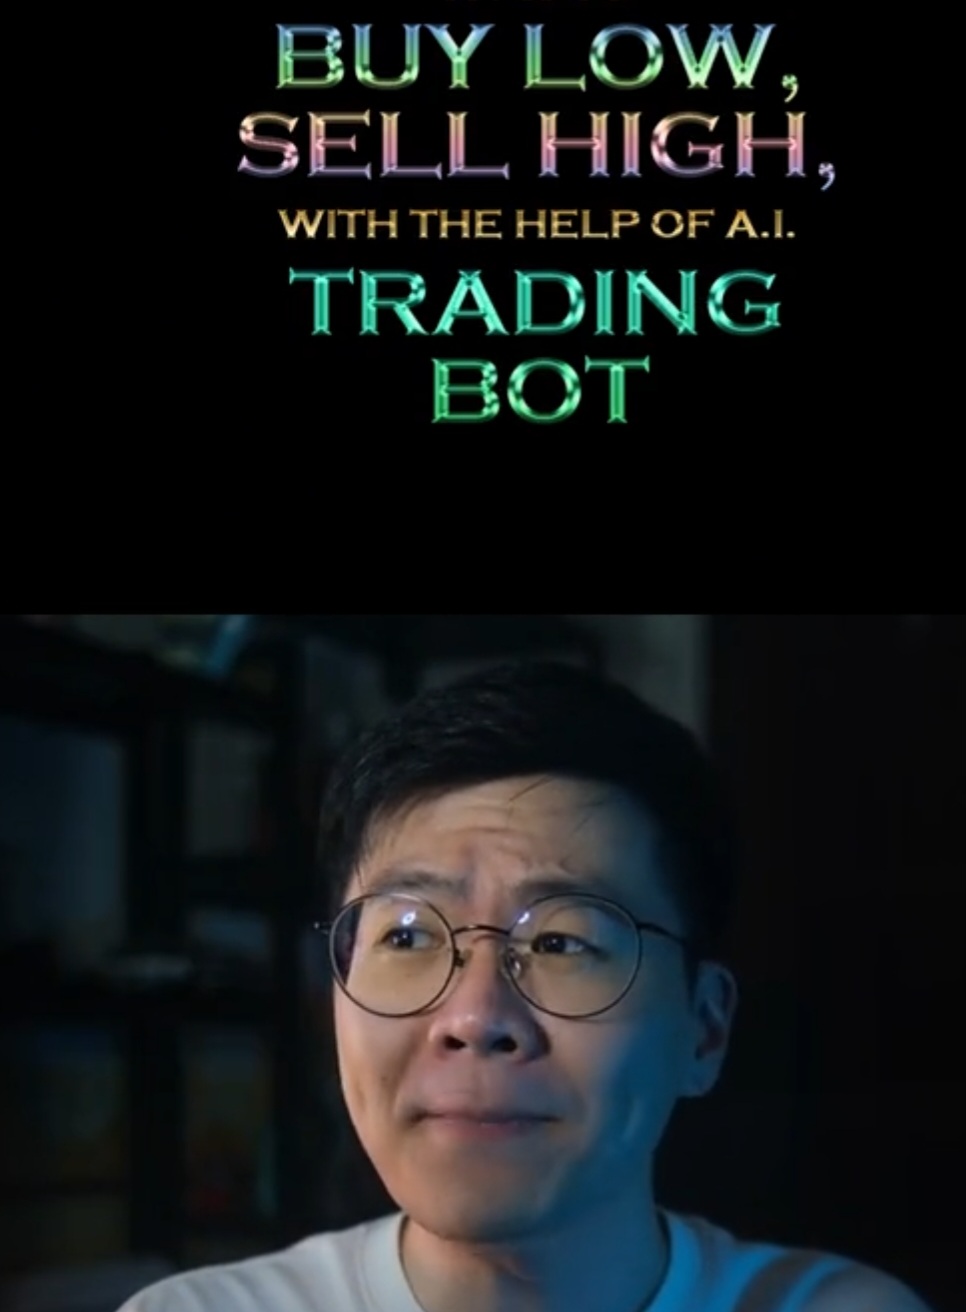 BUY LOW,
SELL HIGH,
WITH THE HELP OF A.I.
TRADING
BOT